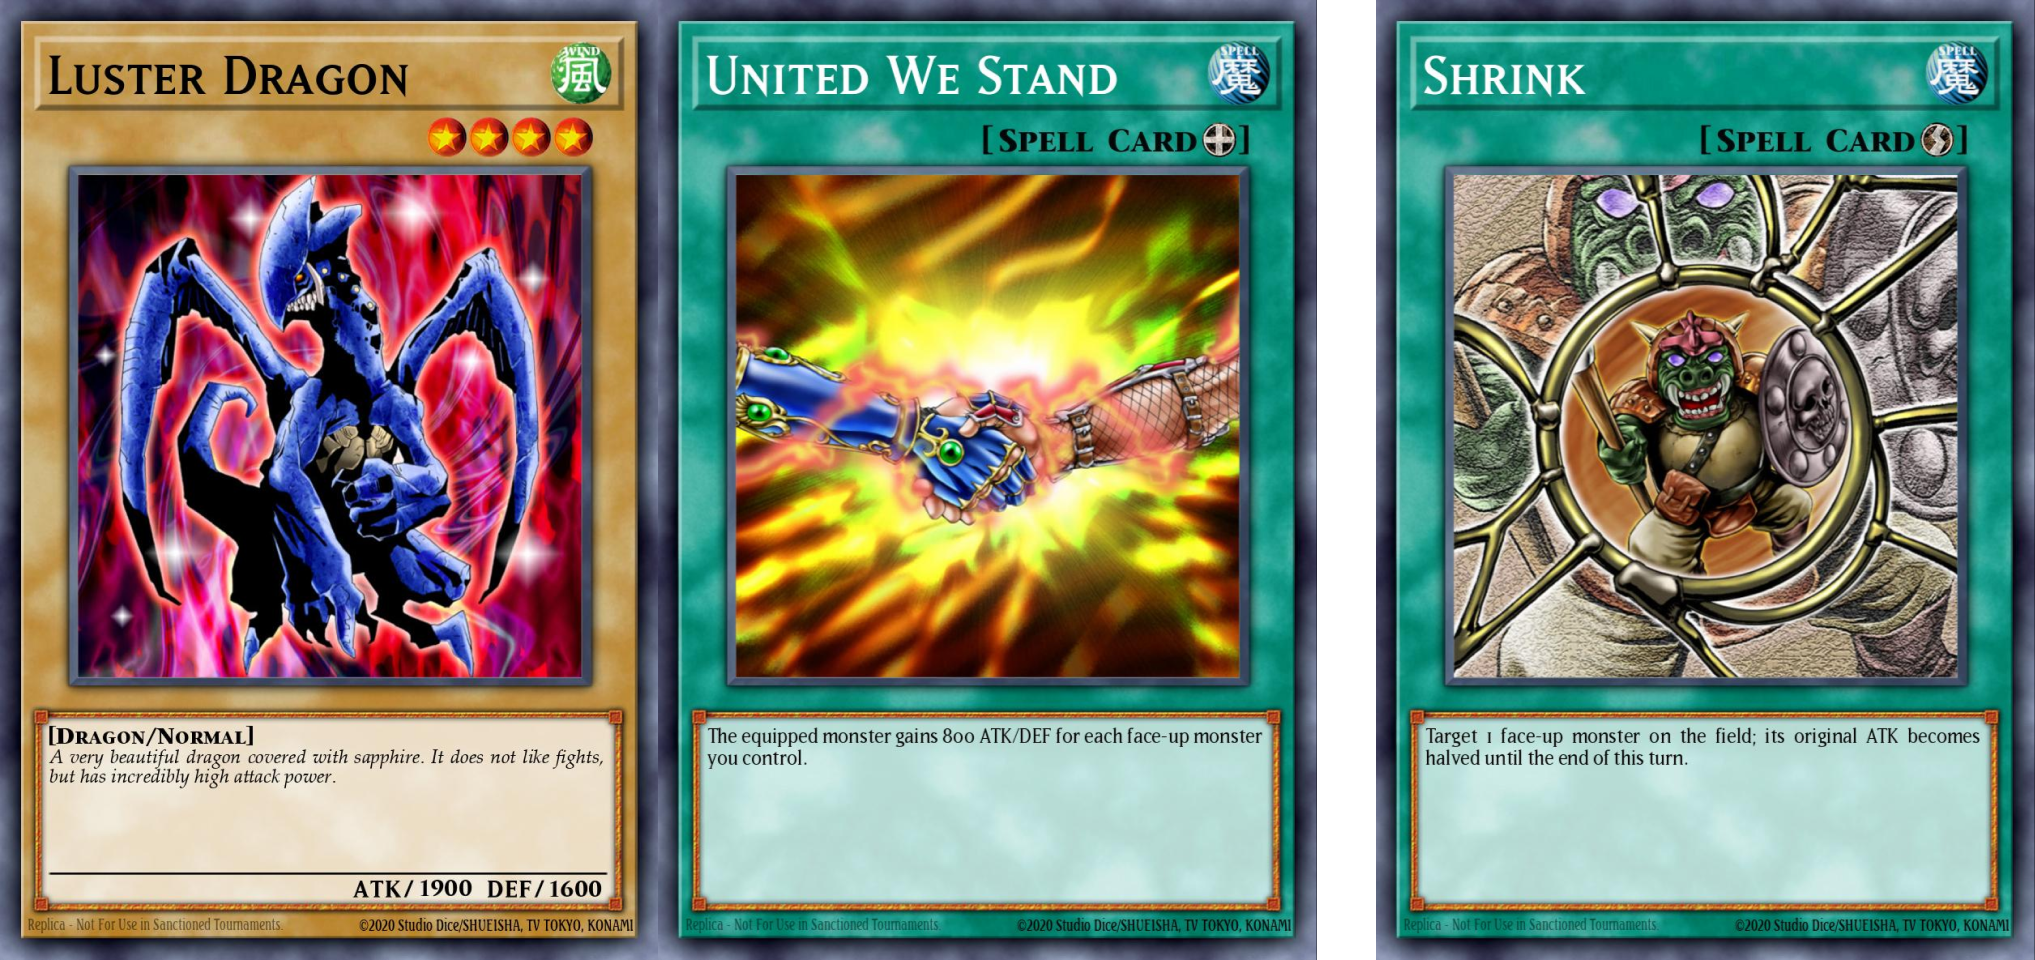 LUSTER DRAGON
WIND
風
[DRAGON/NORMAL]
A very beautiful dragon covered with sapphire. It does not like fights,
but has incredibly high attack power.
ATK/1900 DEF/1600
Replica - Not For Use in Sanctioned Tournaments.
©2020 Studio Dice/SHUEISHA, TV TOKYO, KONAMI
UNITED WE STAND
SPELL
魔
[SPELL CARD]
The equipped monster gains 800 ATK/DEF for each face-up monster
you control.
Replica - Not For Use in Sanctioned Tournaments.
©2020 Studio Dice/SHUEISHA, TV TOKYO, KONAMI
SHRINK
SPELL
魔
[SPELL CARD]
Target 1 face-up monster on the field; its original ATK becomes
halved until the end of this turn.
Replica - Not For Use in Sanctioned Tournaments.
©2020 Studio Dice/SHUEISHA, TV TOKYO, KONAMI